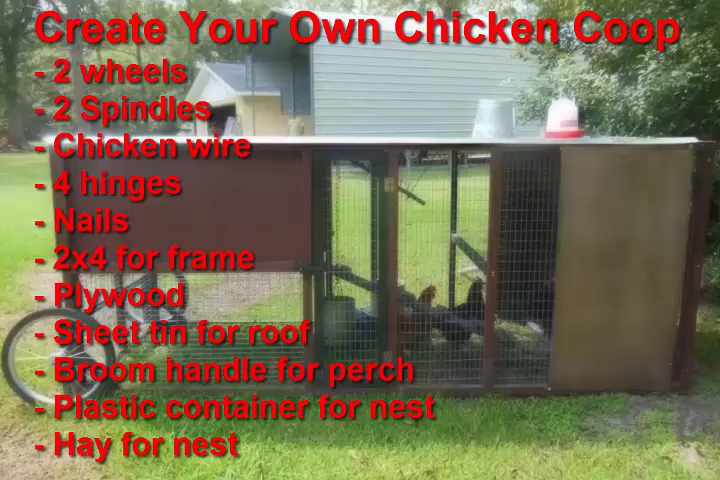 Create Your Own Chicken Coop
- 2 wheels
- 2 Spindles
- Chicken wire
- 4 hinges
- Nails
- 2x4 for frame
- Plywood
- Sheet tin for roof
- Broom handle for perch
- Plastic container for nest
- Hay for nest